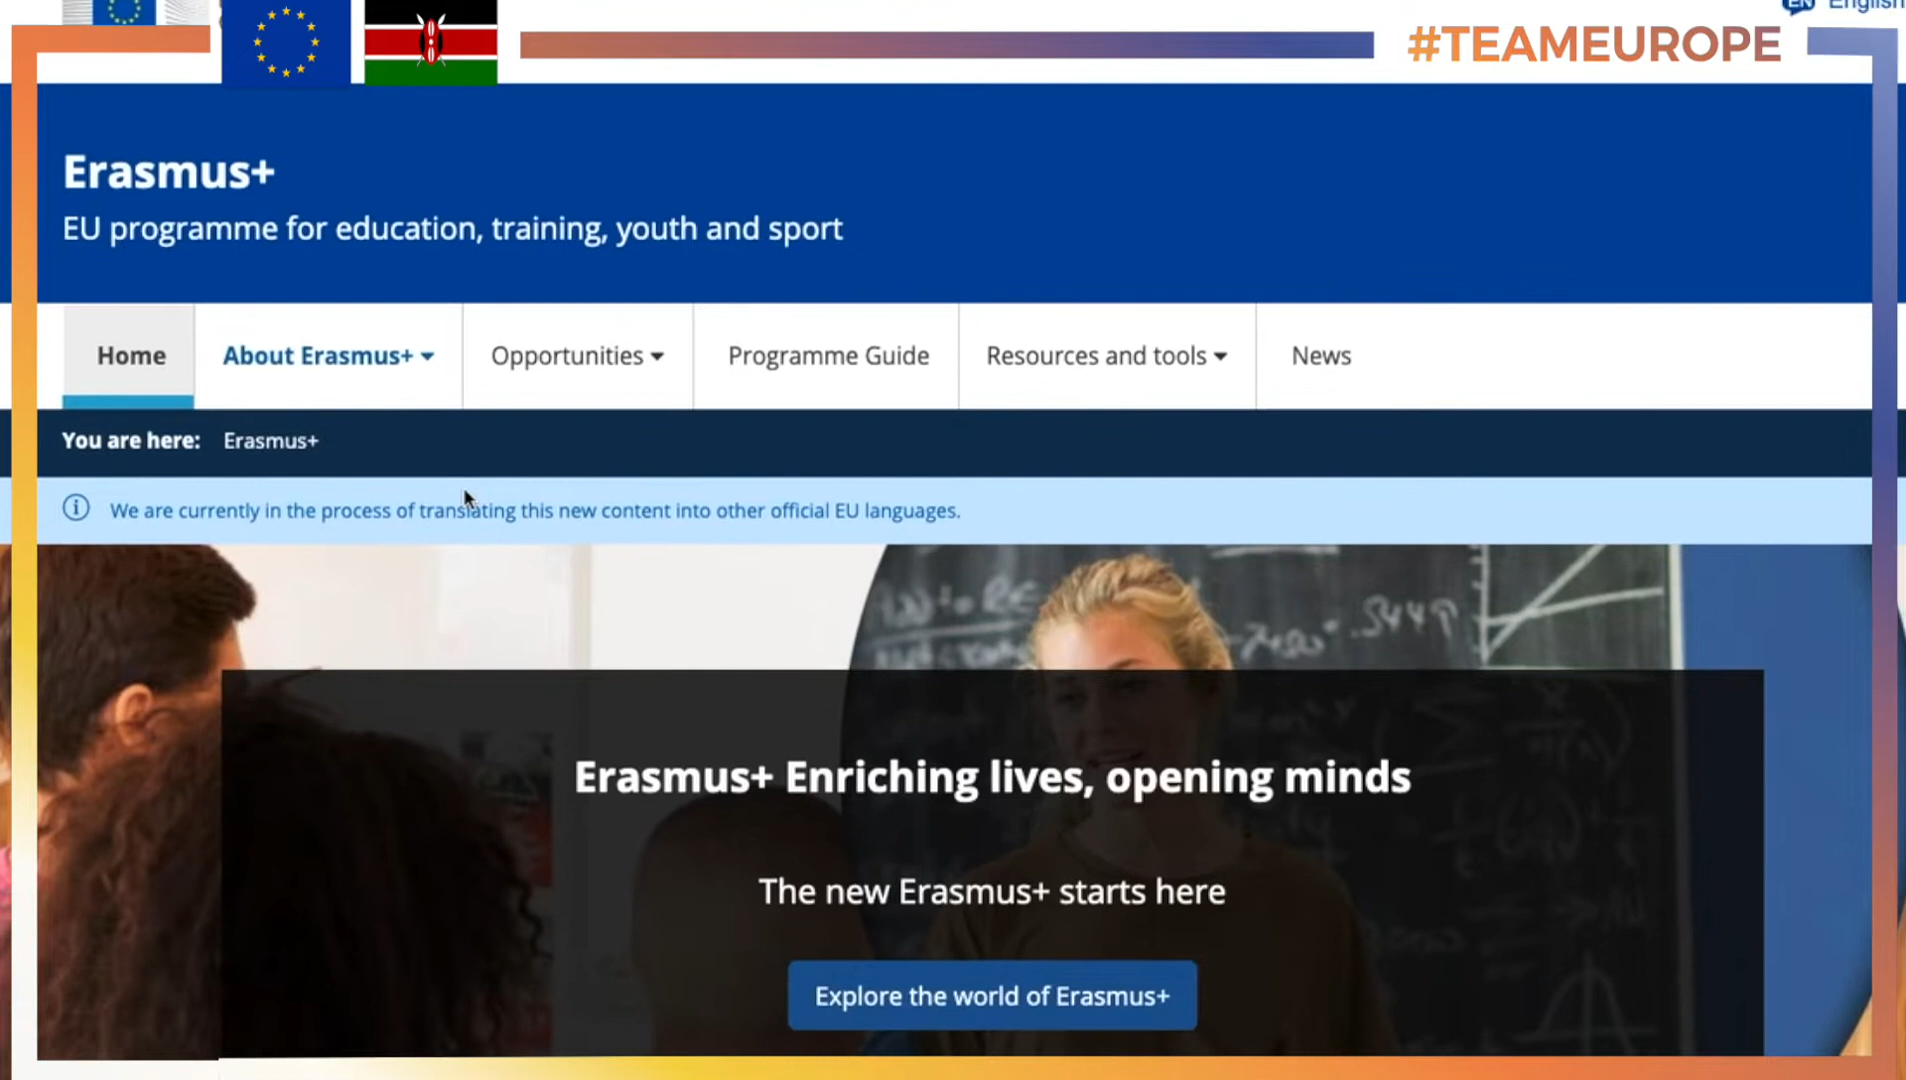 EN English
#TEAMEUROPE
Erasmus+
EU programme for education, training, youth and sport
Home
About Erasmus+
Opportunities
Programme Guide
Resources and tools
News
You are here: Erasmus+
We are currently in the process of translating this new content into other official EU languages.
Erasmus+ Enriching lives, opening minds
The new Erasmus+ starts here
Explore the world of Erasmus+